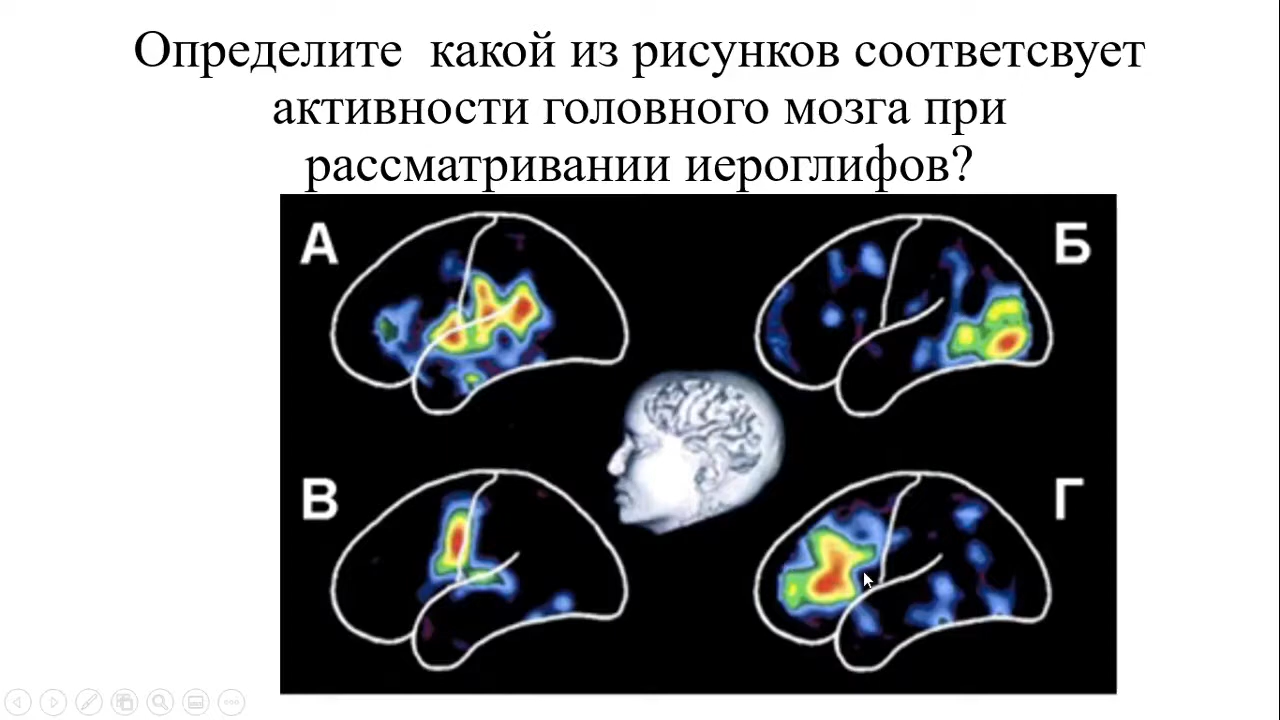 Определите какой из рисунков соответсвует
активности головного мозга при
рассматривании иероглифов?
А
Б
В
Г